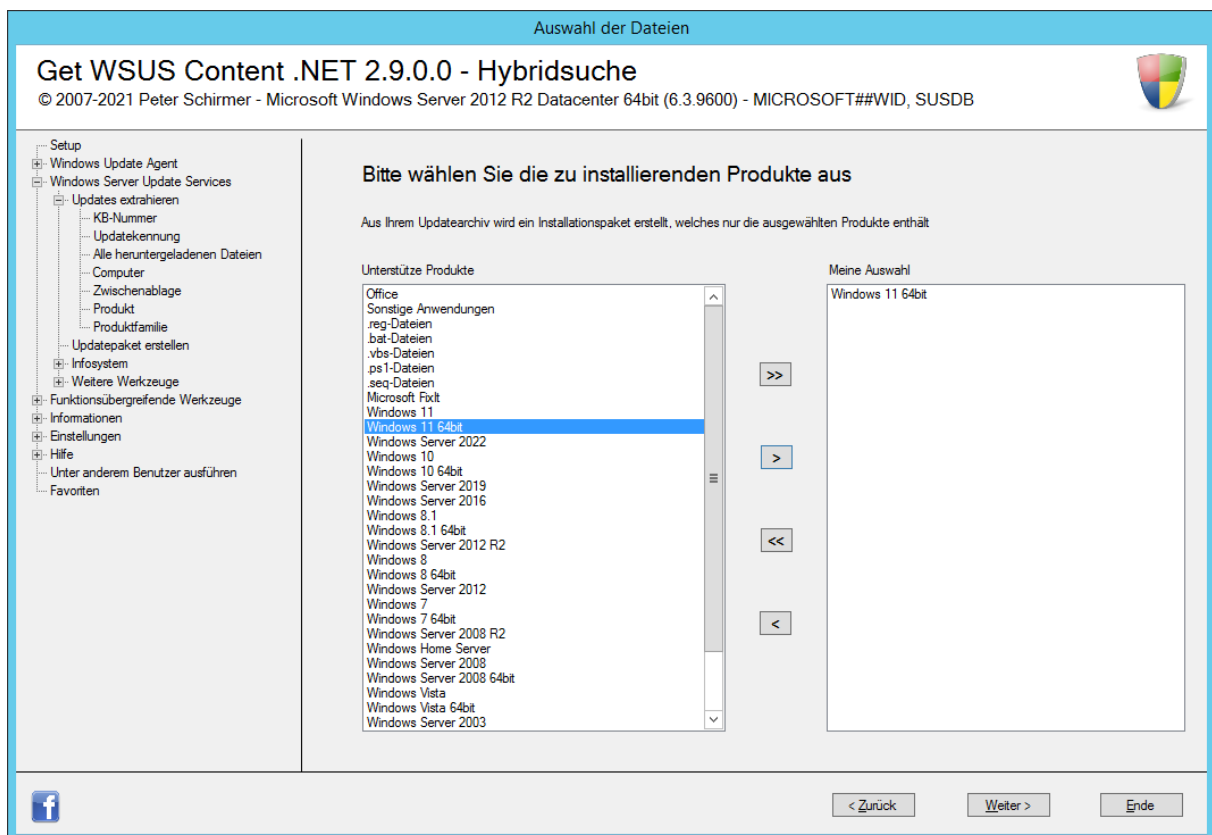 Auswahl der Dateien
Get WSUS Content .NET 2.9.0.0 - Hybridsuche
© 2007-2021 Peter Schirmer - Microsoft Windows Server 2012 R2 Datacenter 64bit (6.3.9600) - MICROSOFT##WID, SUSDB
Setup
Windows Update Agent
Windows Server Update Services
Updates extrahieren
KB-Nummer
Updatekennung
Alle heruntergeladenen Dateien
Computer
Zwischenablage
Produkt
Produktfamilie
Updatepaket erstellen
Infosystem
Weitere Werkzeuge
Funktionsübergreifende Werkzeuge
Informationen
Einstellungen
Hilfe
Unter anderem Benutzer ausführen
Favoriten
Bitte wählen Sie die zu installierenden Produkte aus
Aus Ihrem Updatearchiv wird ein Installationspaket erstellt, welches nur die ausgewählten Produkte enthält
Unterstütze Produkte
Office
Sonstige Anwendungen
.reg-Dateien
.bat-Dateien
.vbs-Dateien
.ps1-Dateien
.seq-Dateien
Microsoft FixIt
Windows 11
Windows 11 64bit
Windows Server 2022
Windows 10
Windows 10 64bit
Windows Server 2019
Windows Server 2016
Windows 8.1
Windows 8.1 64bit
Windows Server 2012 R2
Windows 8
Windows 8 64bit
Windows Server 2012
Windows 7
Windows 7 64bit
Windows Server 2008 R2
Windows Home Server
Windows Server 2008
Windows Server 2008 64bit
Windows Vista
Windows Vista 64bit
Windows Server 2003
>>
>
<<
<
Meine Auswahl
Windows 11 64bit
f
< Zurück
Weiter >
Ende